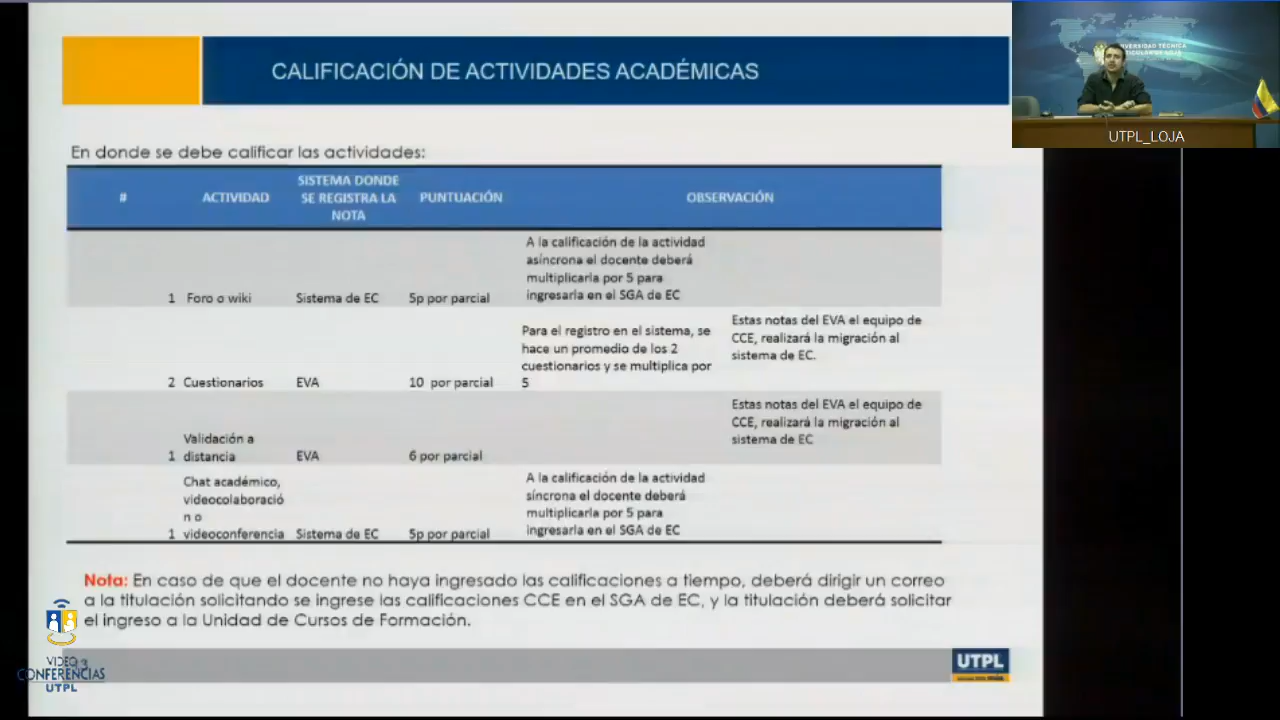 CALIFICACIÓN DE ACTIVIDADES ACADÉMICAS
UNIVERSIDAD TÉCNICA
PARTICULAR DE LOJA
UTPL_LOJA
En donde se debe calificar las actividades:
# ACTIVIDAD SISTEMA DONDE SE REGISTRA LA NOTA PUNTUACIÓN OBSERVACIÓN
A la calificación de la actividad
asíncrona el docente deberá
multiplicarla por 5 para
1 Foro o wiki Sistema de EC 5p por parcial ingresarla en el SGA de EC
Para el registro en el sistema, se
hace un promedio de los 2
cuestionarios y se multiplica por
2 Cuestionarios EVA 10 por parcial 5
Estas notas del EVA el equipo de
CCE, realizará la migración al
sistema de EC.
Validación a
1 distancia EVA 6 por parcial
Estas notas del EVA el equipo de
CCE, realizará la migración al
sistema de EC
Chat académico,
videocolaboració
n o
1 videoconferencia Sistema de EC 5p por parcial
A la calificación de la actividad
síncrona el docente deberá
multiplicarla por 5 para
ingresarla en el SGA de EC
Nota: En caso de que el docente no haya ingresado las calificaciones a tiempo, deberá dirigir un correo
a la titulación solicitando se ingrese las calificaciones CCE en el SGA de EC, y la titulación deberá solicitar
el ingreso a la Unidad de Cursos de Formación.
VIDEO
CONFERENCIAS
UTPL
13
UTPL